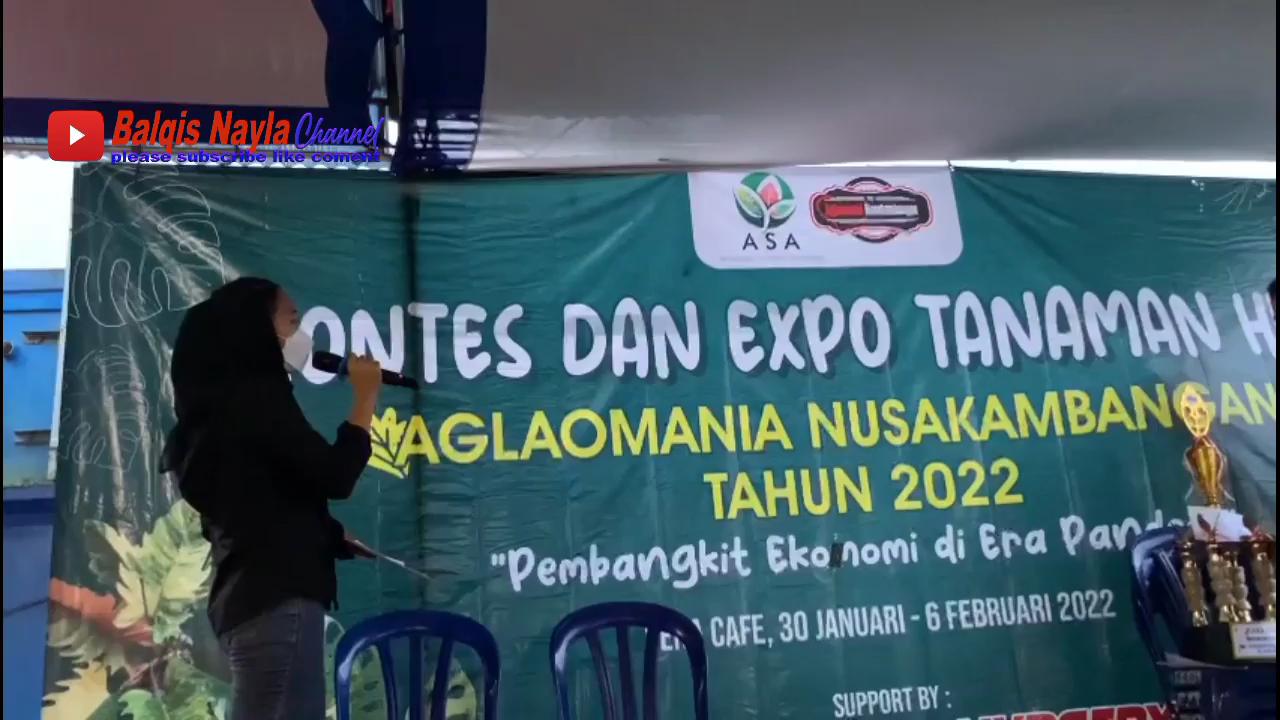 Balqis Nayla Channel
please subscribe like coment
ASA
ONTES DAN EXPO TANAMAN H
AGLAOMANIA NUSAKAMBANGAN
TAHUN 2022
"Pembangkit Ekonomi di Era Pand
CAFE, 30 JANUARI - 6 FEBRUARI 2022
SUPPORT BY :